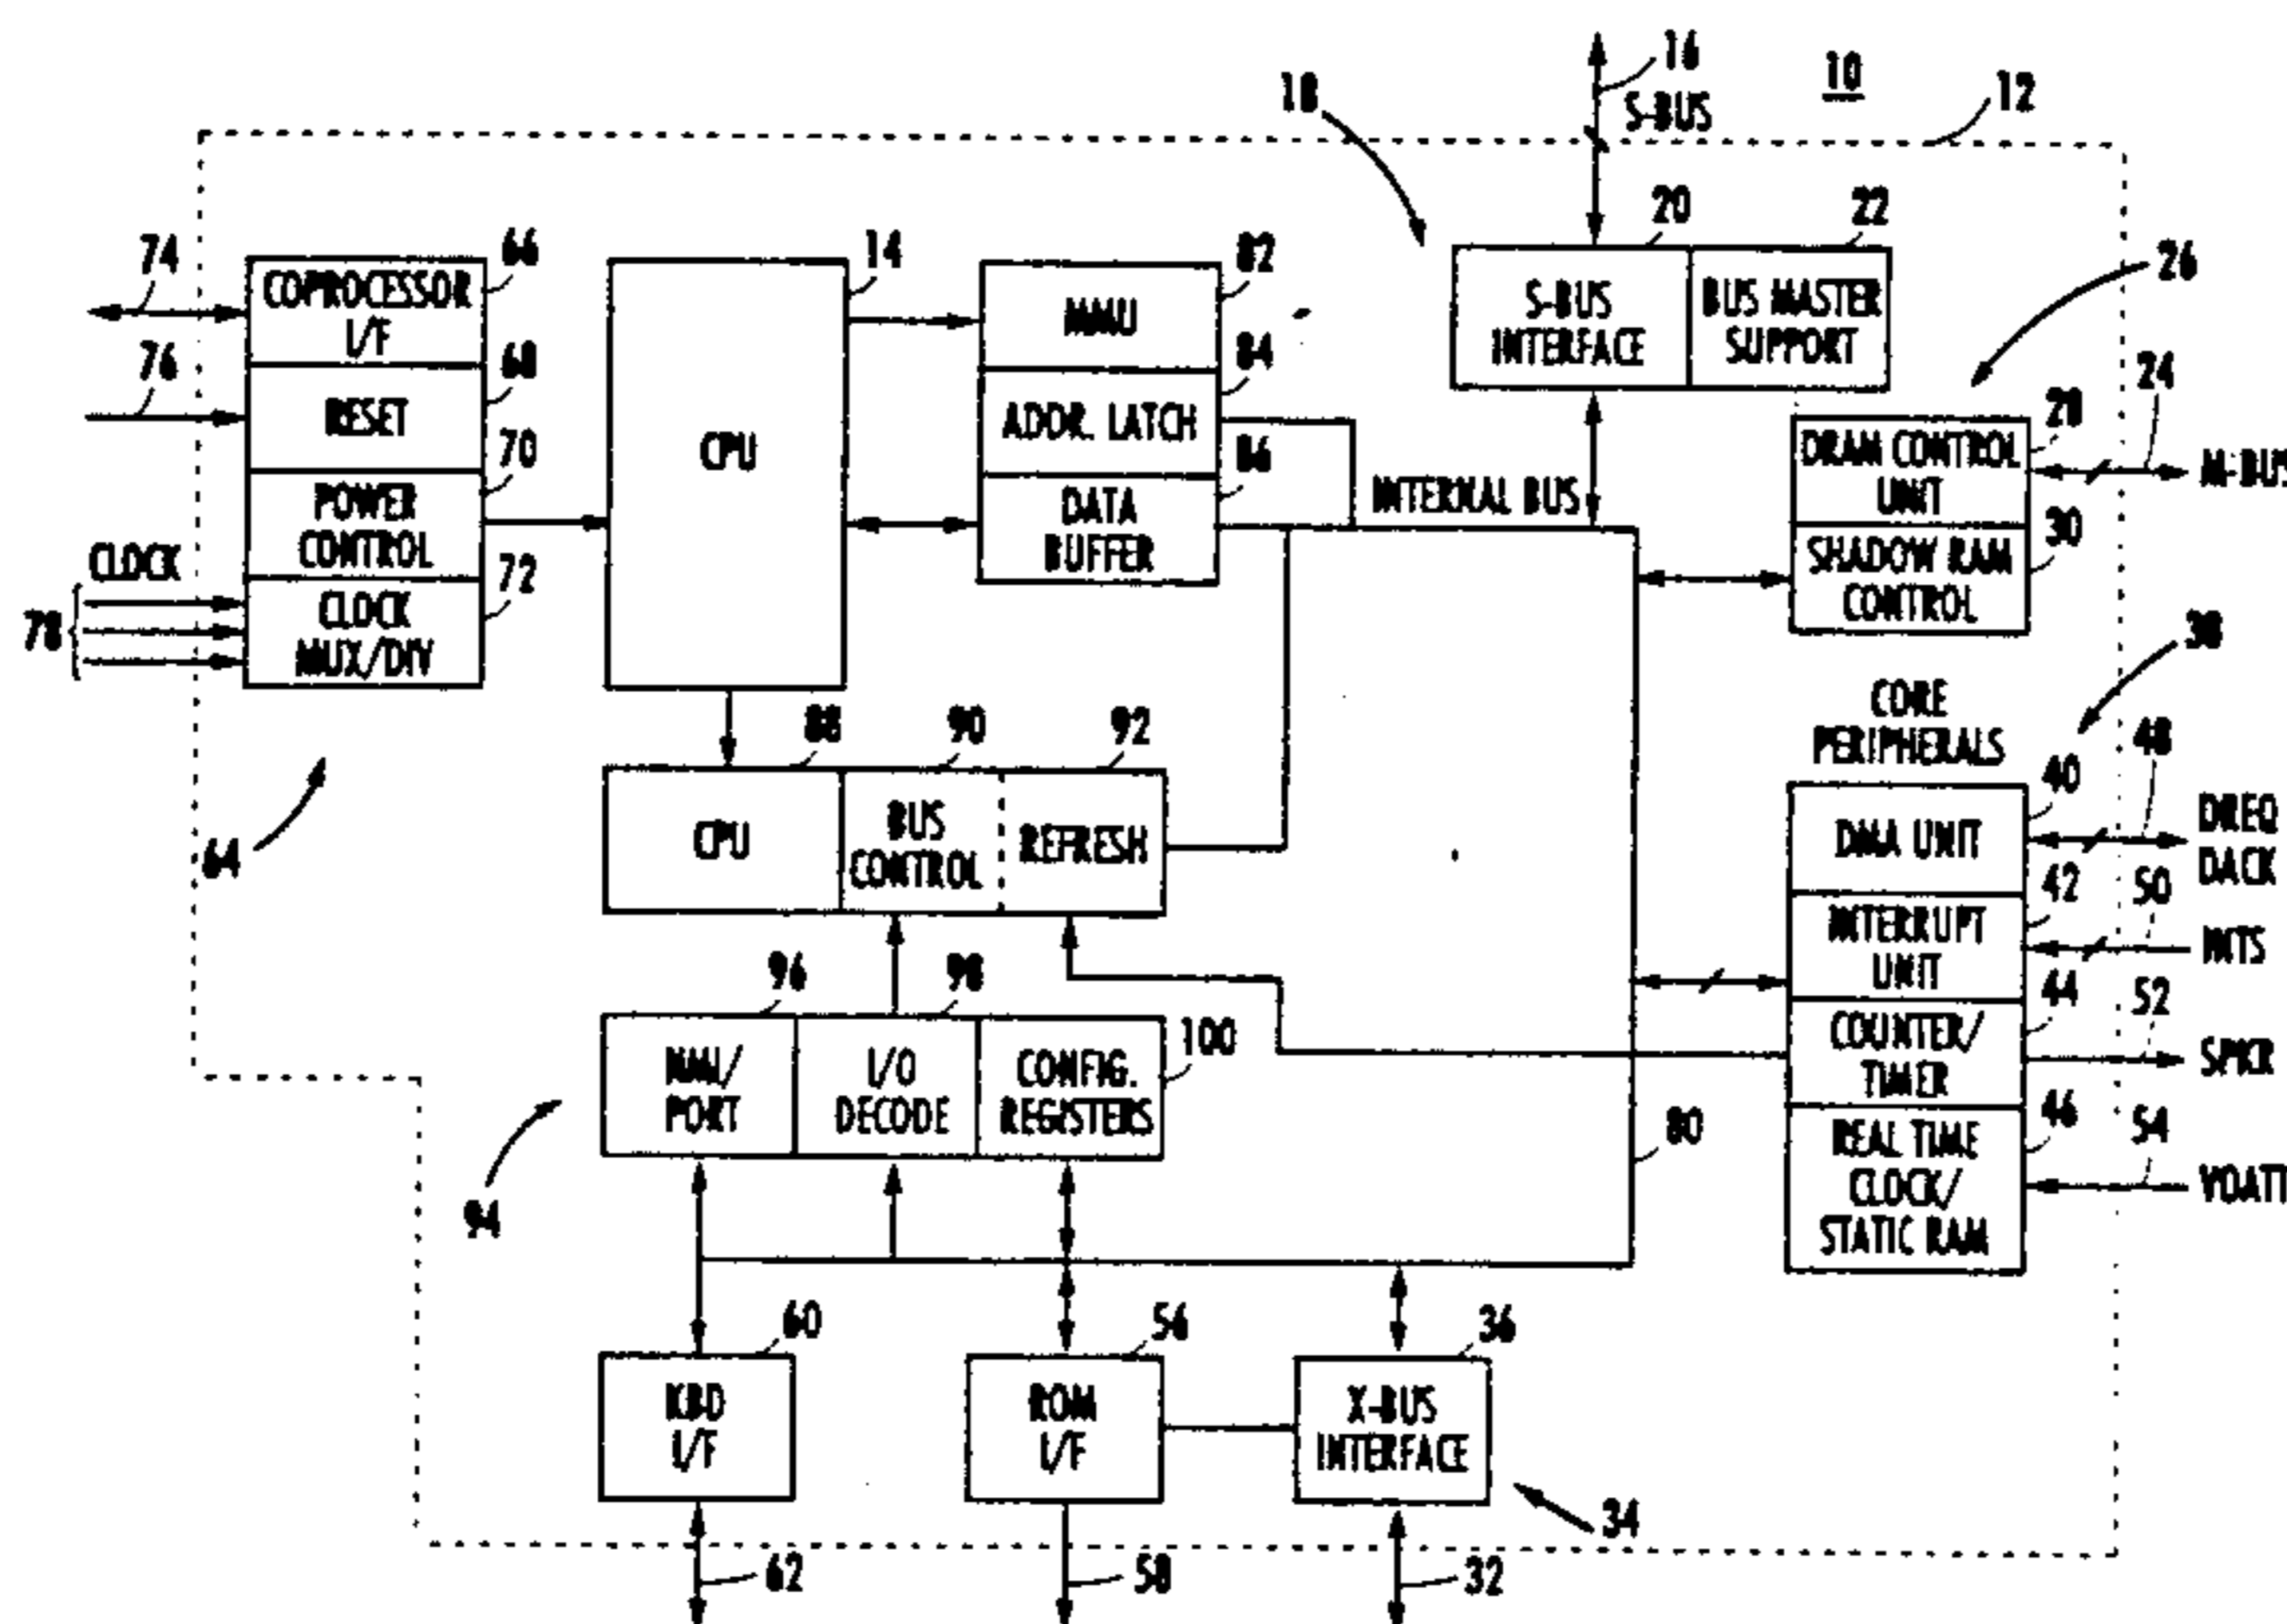 16
S-BUS
10
12
18
20
22
74
66
14
82
26
COPROCESSOR
I/F
MMU
S-BUS
INTERFACE
BUS MASTER
SUPPORT
76
68
84
28
24
RESET
CPU
ADDR. LATCH
DRAM CONTROL
UNIT
M-BUS
70
86
INTERNAL BUS
POWER
CONTROL
DATA
BUFFER
30
CLOCK
72
SHADOW RAM
CONTROL
78
CLOCK
MUX/DIV
38
CORE
PERIPHERALS
88
90
92
48
40
64
CPU
BUS
CONTROL
REFRESH
DMA UNIT
DREQ
DACK
42
50
INTERRUPT
UNIT
INTS
96
98
44
52
100
NMI/
PORT
I/O
DECODE
CONFIG.
REGISTERS
COUNTER/
TIMER
SPKR
46
54
94
80
REAL TIME
CLOCK/
STATIC RAM
60
56
36
KBD
I/F
ROM
I/F
X-BUS
INTERFACE
34
62
58
32